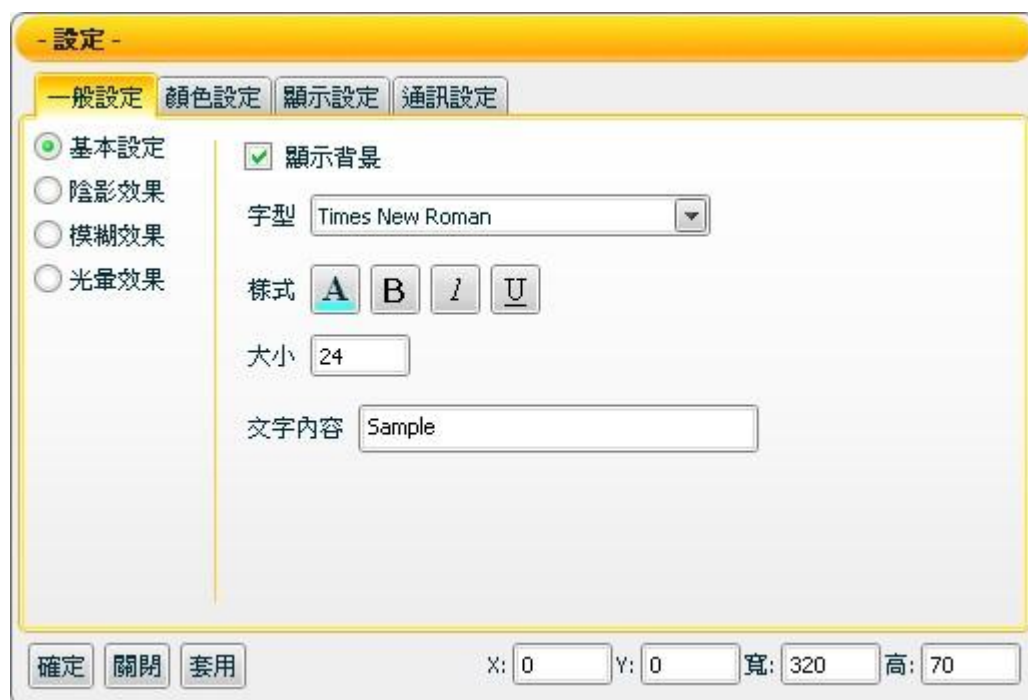 - 設定 -
一般設定 顏色設定 顯示設定 通訊設定
基本設定
陰影效果
模糊效果
光暈效果
顯示背景
字型 Times New Roman
樣式 A B I U
大小 24
文字內容 Sample
確定 關閉 套用 X: 0 Y: 0 寬: 320 高: 70